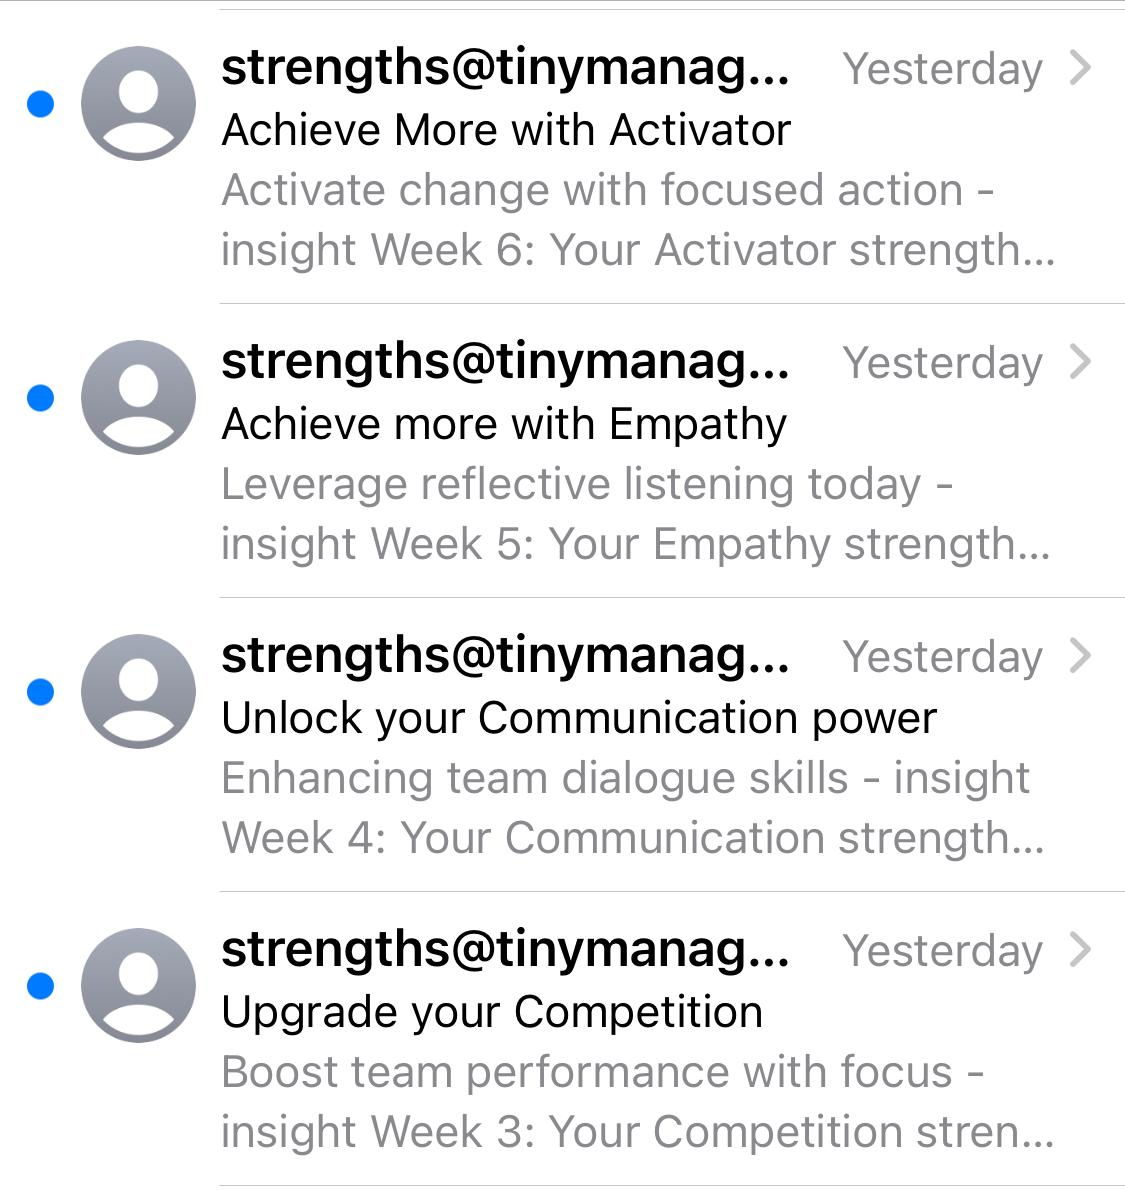 strengths@tinymanag... Yesterday
Achieve More with Activator
Activate change with focused action -
insight Week 6: Your Activator strength...
strengths@tinymanag... Yesterday
Achieve more with Empathy
Leverage reflective listening today -
insight Week 5: Your Empathy strength...
strengths@tinymanag... Yesterday
Unlock your Communication power
Enhancing team dialogue skills - insight
Week 4: Your Communication strength...
strengths@tinymanag... Yesterday
Upgrade your Competition
Boost team performance with focus -
insight Week 3: Your Competition stren...